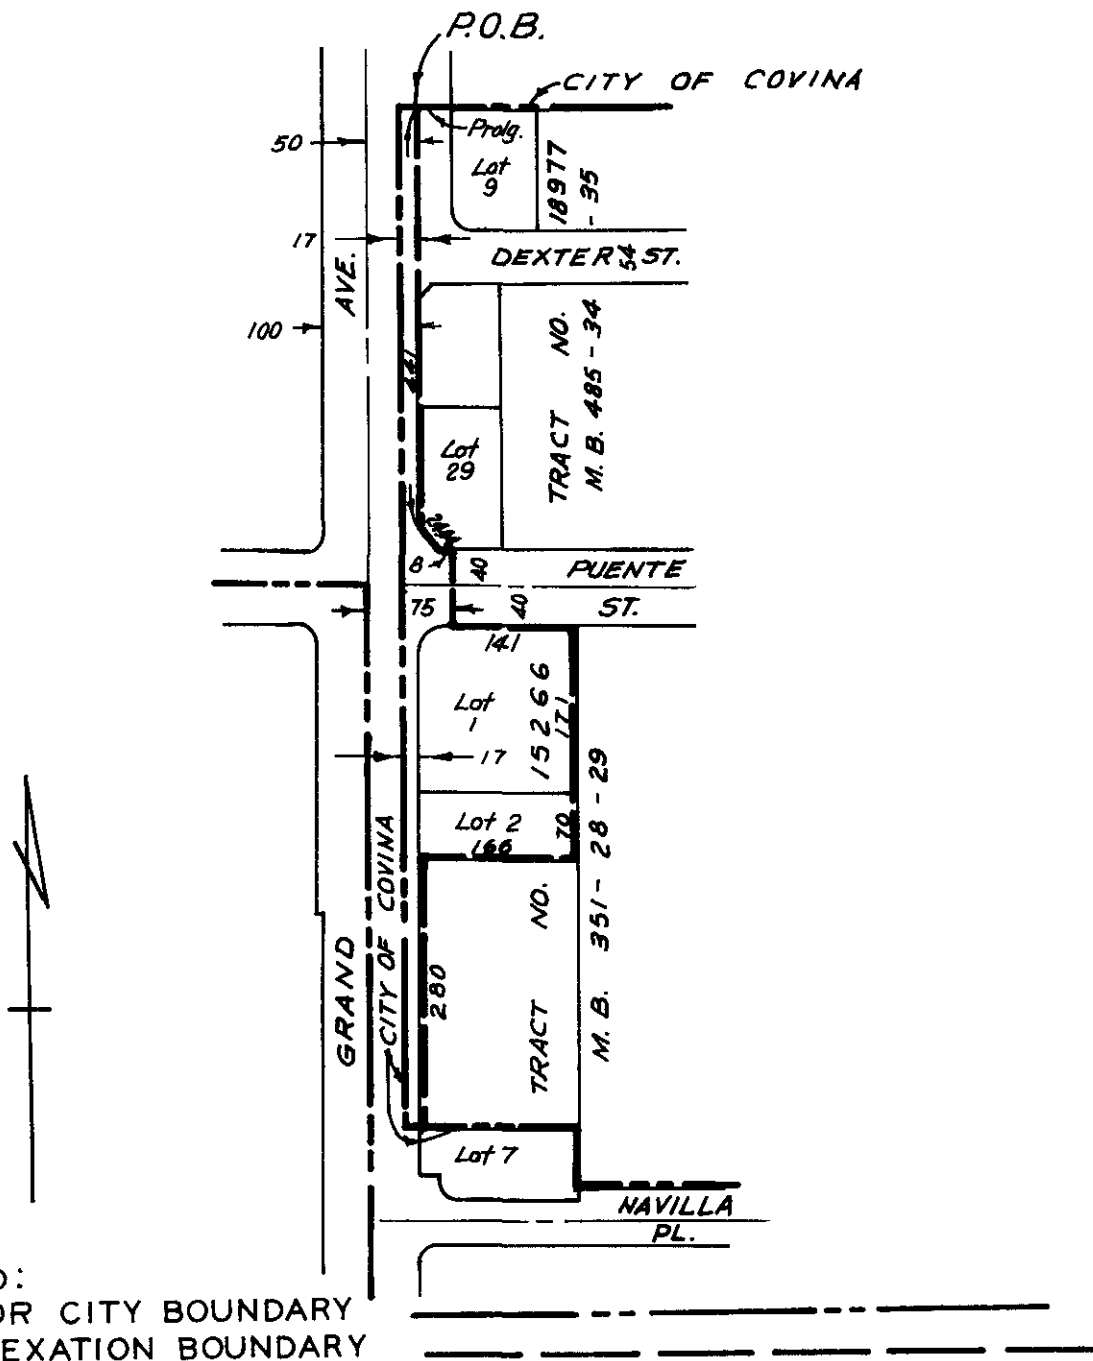 P.O.B.
CITY OF COVINA
50
Prolg.
Lot
9
18977
- 35
17
DEXTER ST.
54
AVE.
100
441
TRACT NO.
M. B. 485 - 34
Lot
29
8
40
PUENTE
75
40
ST.
141
Lot
1
15266
171
17
Lot 2
70
166
CITY OF COVINA
GRAND
280
TRACT NO.
M. B. 351 - 28 - 29
Lot 7
NAVILLA
PL.
D:
OR CITY BOUNDARY
EXATION BOUNDARY